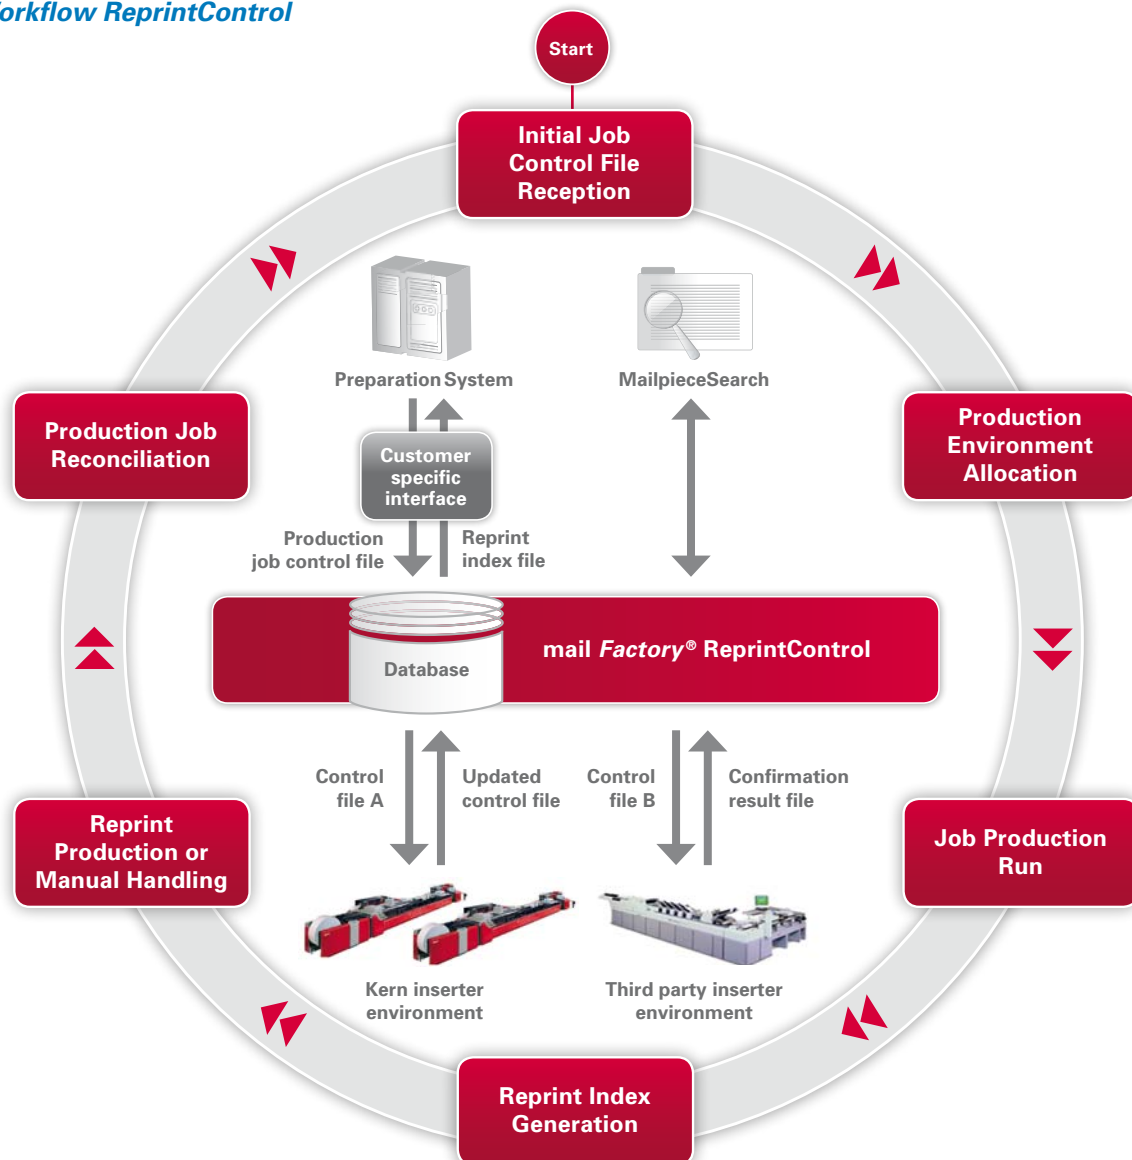 orkflow ReprintControl
Start
Initial Job
Control File
Reception
Preparation System
MailpieceSearch
Production Job
Reconciliation
Customer
specific
interface
Production
Environment
Allocation
Production
job control file
Reprint
index file
Database
mail Factory® ReprintControl
Control
file A
Updated
control file
Control
file B
Confirmation
result file
Reprint
Production or
Manual Handling
Job Production
Run
Kern inserter
environment
Third party inserter
environment
Reprint Index
Generation